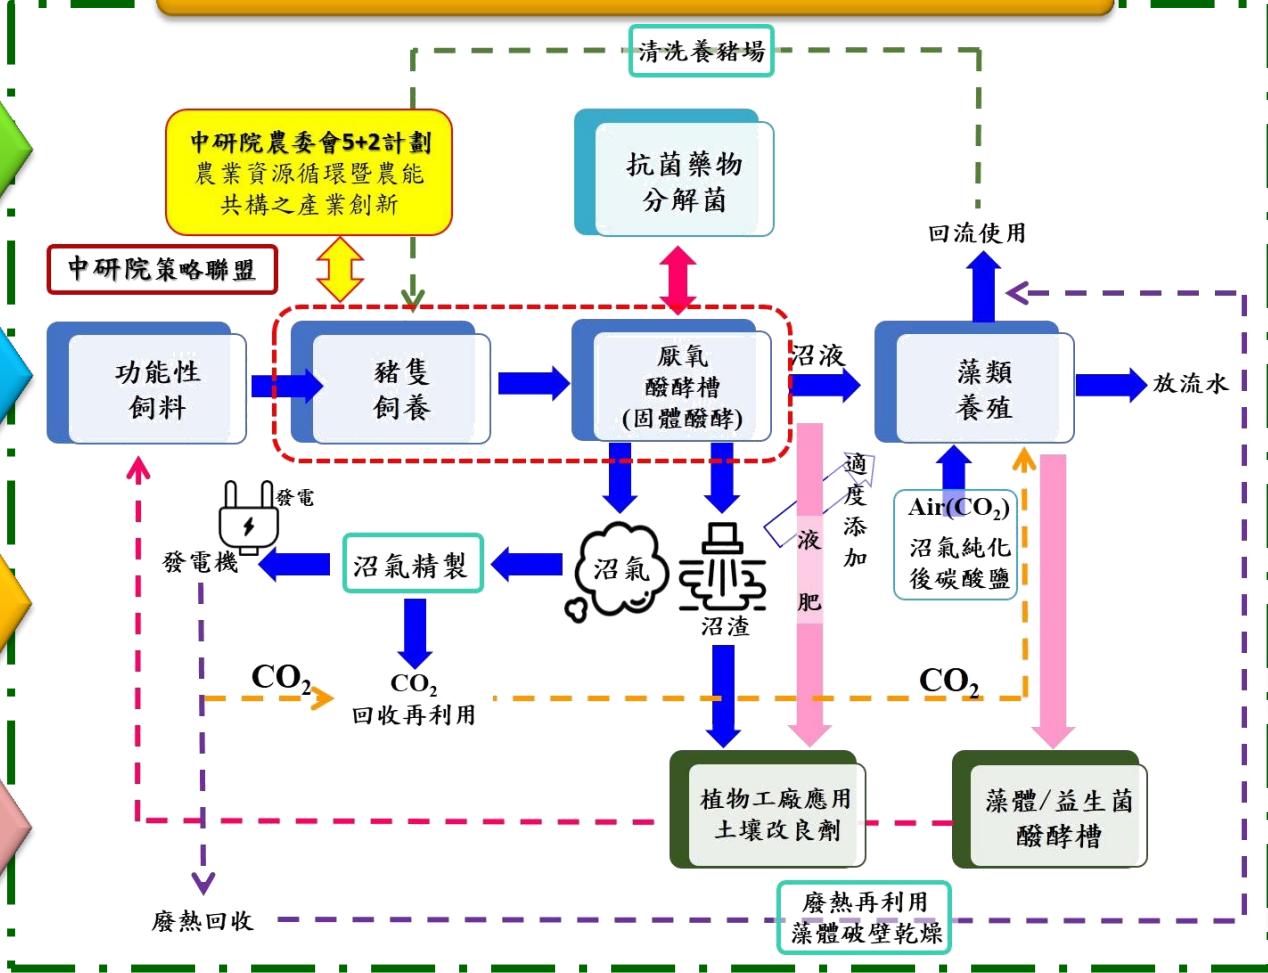 清洗養豬場
中研院農委會5+2計劃
農業資源循環暨農能
共構之產業創新
抗菌藥物
分解菌
回流使用
中研院策略聯盟
功能性
飼料
豬隻
飼養
厭氧
醱酵槽
(固體醱酵)
沼液
藻類
養殖
放流水
發電
發電機
沼氣精製
沼氣
沼渣
液
肥
適
度
添
加
Air(CO₂)
沼氣純化
後碳酸鹽
CO₂
CO₂
回收再利用
CO₂
植物工廠應用
土壤改良劑
藻體/益生菌
醱酵槽
廢熱回收
廢熱再利用
藻體破壁乾燥